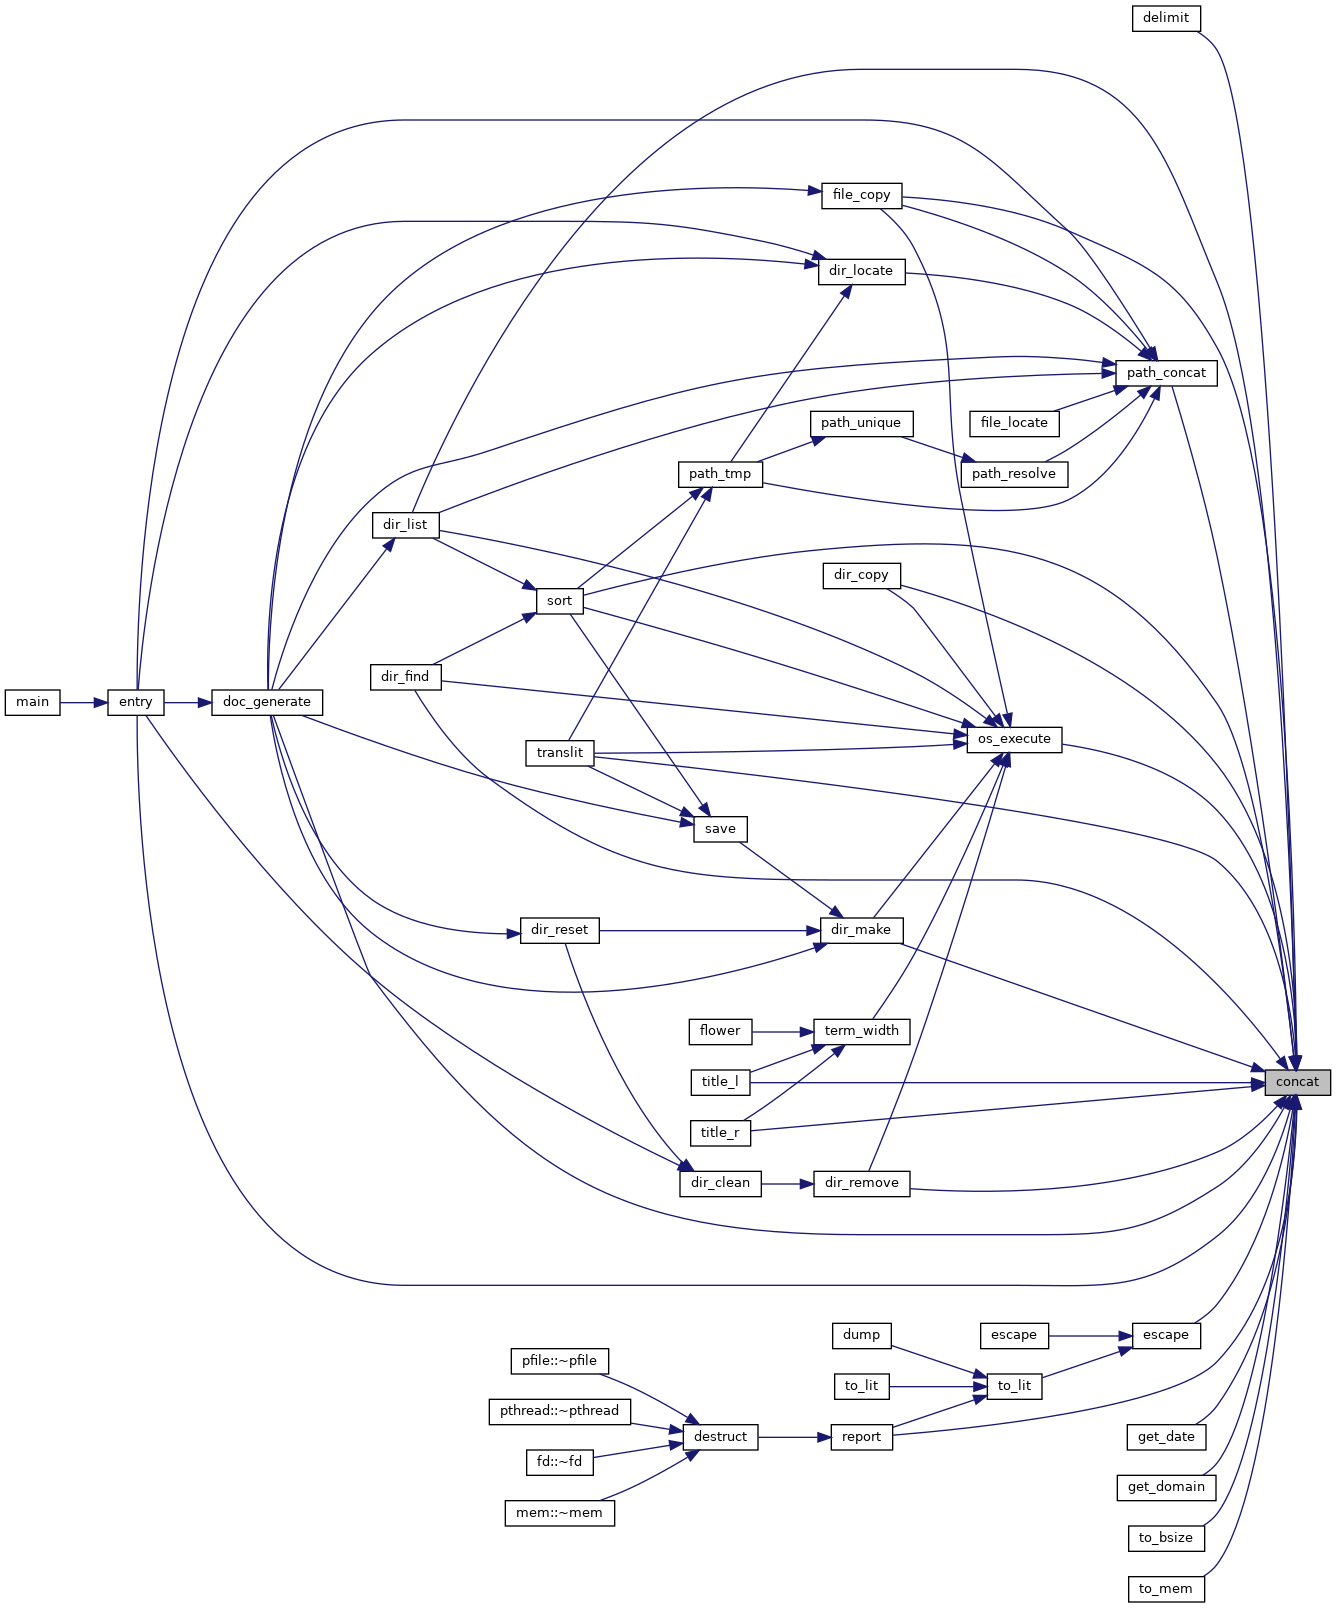 delimit
file_copy
dir_locate
path_concat
path_unique
file_locate
path_tmp
path_resolve
dir_list
dir_copy
sort
dir_find
main
entry
doc_generate
os_execute
translit
save
dir_reset
dir_make
flower
term_width
title_l
concat
title_r
dir_clean
dir_remove
dump
escape
escape
pfile::~pfile
to_lit
to_lit
pthread::~pthread
destruct
report
get_date
fd::~fd
get_domain
mem::~mem
to_bsize
to_mem